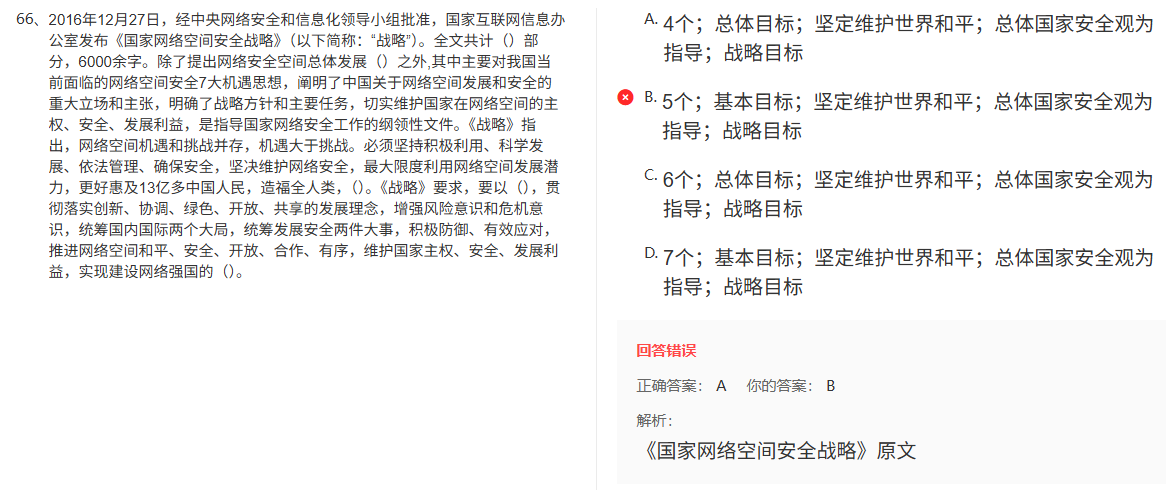 66、2016年12月27日，经中央网络安全和信息化领导小组批准，国家互联网信息办
公室发布《国家网络空间安全战略》（以下简称：“战略”）。全文共计（）部
分，6000余字。除了提出网络安全空间总体发展（）之外,其中主要对我国当
前面临的网络空间安全7大机遇思想，阐明了中国关于网络空间发展和安全的
重大立场和主张，明确了战略方针和主要任务，切实维护国家在网络空间的主
权、安全、发展利益，是指导国家网络安全工作的纲领性文件。《战略》指
出，网络空间机遇和挑战并存，机遇大于挑战。必须坚持积极利用、科学发
展、依法管理、确保安全，坚决维护网络安全，最大限度利用网络空间发展潜
力，更好惠及13亿多中国人民，造福全人类，（）。《战略》要求，要以（），贯
彻落实创新、协调、绿色、开放、共享的发展理念，增强风险意识和危机意
识，统筹国内国际两个大局，统筹发展安全两件大事，积极防御、有效应对，
推进网络空间和平、安全、开放、合作、有序，维护国家主权、安全、发展利
益，实现建设网络强国的（）。
A. 4个；总体目标；坚定维护世界和平；总体国家安全观为
指导；战略目标
B. 5个；基本目标；坚定维护世界和平；总体国家安全观为
指导；战略目标
C. 6个；总体目标；坚定维护世界和平；总体国家安全观为
指导；战略目标
D. 7个；基本目标；坚定维护世界和平；总体国家安全观为
指导；战略目标
回答错误
正确答案： A 你的答案： B
解析：
《国家网络空间安全战略》原文